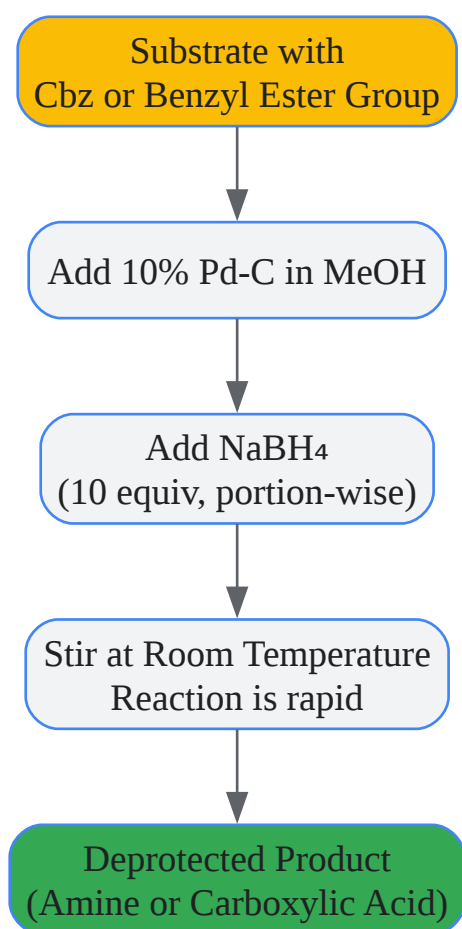 Substrate with
Cbz or Benzyl Ester Group
Add 10% Pd-C in MeOH
Add NaBH₄
(10 equiv, portion-wise)
Stir at Room Temperature
Reaction is rapid
Deprotected Product
(Amine or Carboxylic Acid)